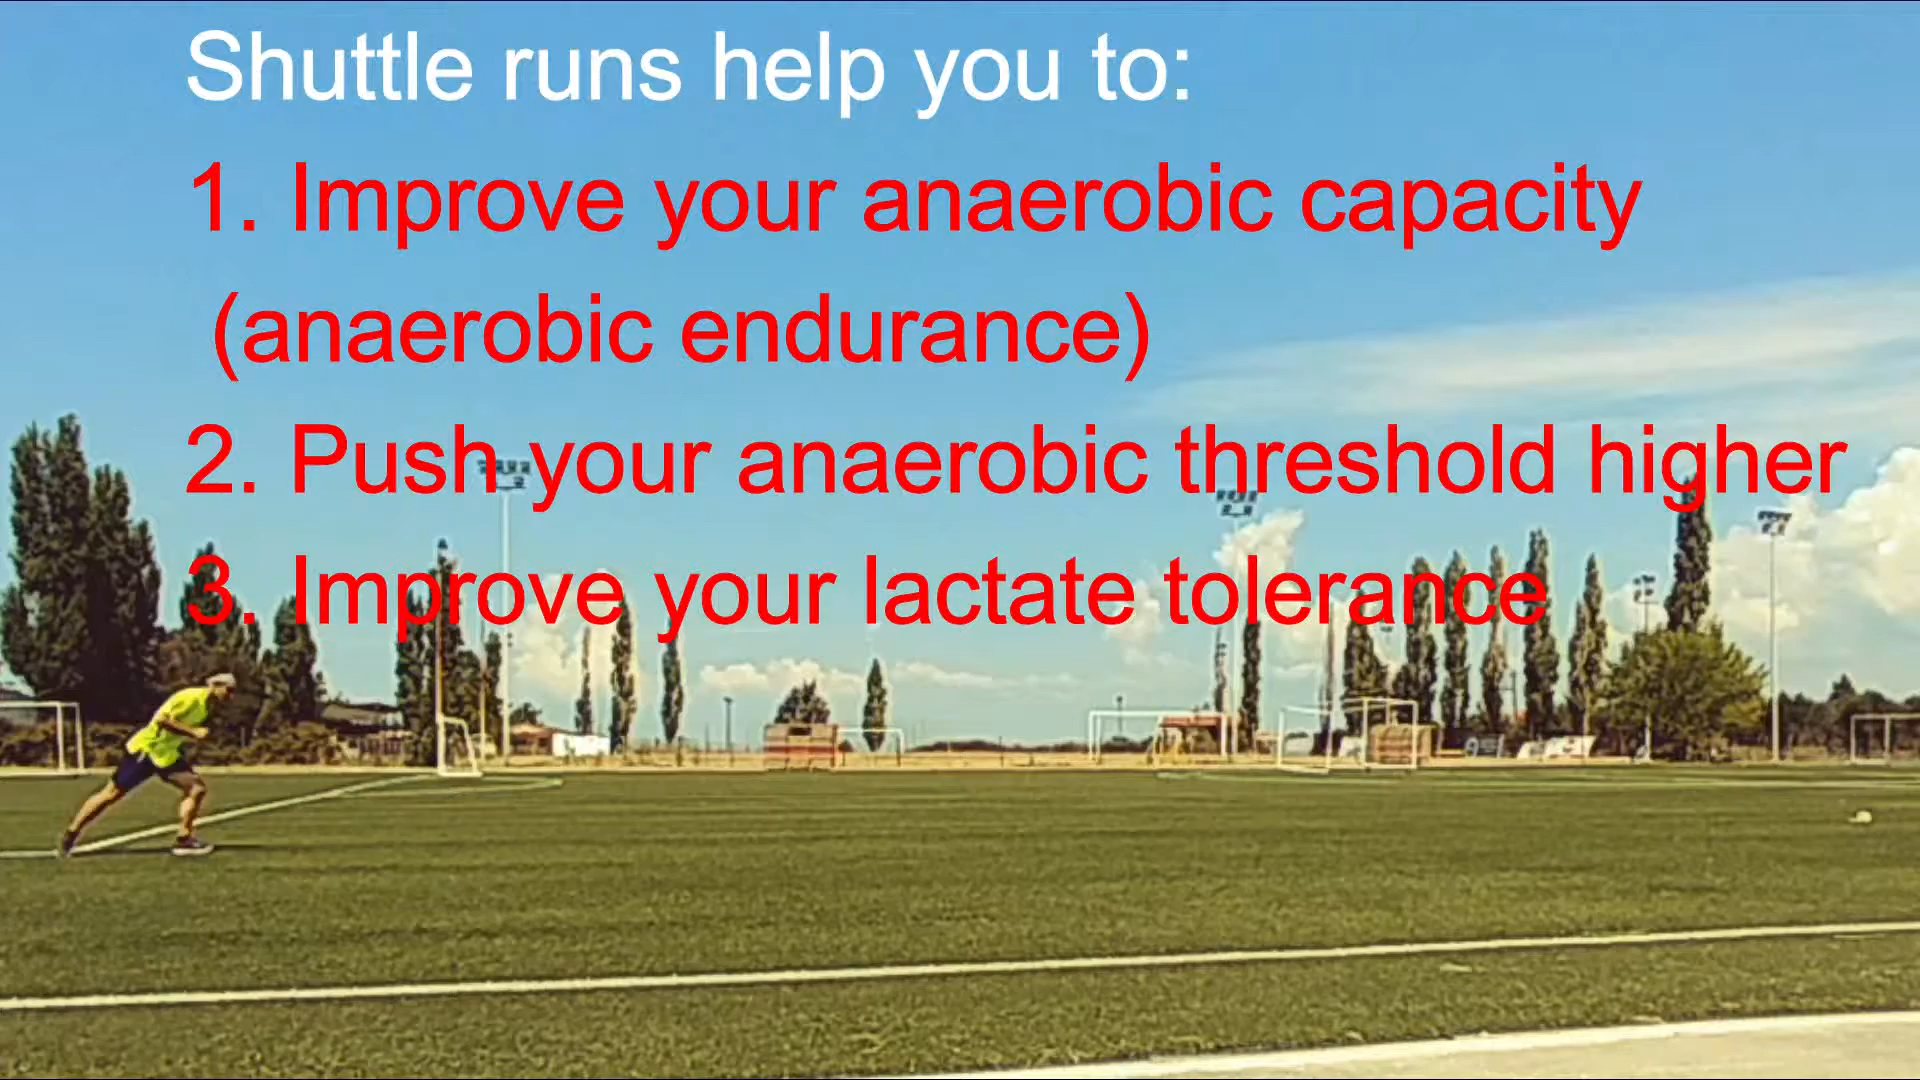 Shuttle runs help you to:
1. Improve your anaerobic capacity
(anaerobic endurance)
2. Push your anaerobic threshold higher
3. Improve your lactate tolerance